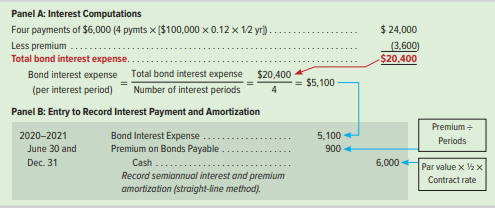 Panel A: Interest Computations
Four payments of $6,000 (4 pymts × [$100,000 × 0.12 × 1/2 yr]) . . . . . . . . . . . . . . . . . . $ 24,000
Less premium . . . . . . . . . . . . . . . . . . . . . . . . . . . . . . . . . . . . . . . . . . . . . . . . . . . . . . (3,600)
Total bond interest expense. . . . . . . . . . . . . . . . . . . . . . . . . . . . . . . . . . . . . . . . . . $20,400
Bond interest expense = Total bond interest expense = $20,400 = $5,100
(per interest period) Number of interest periods 4
Panel B: Entry to Record Interest Payment and Amortization
2020–2021 Bond Interest Expense . . . . . . . . . . . . . . . . . . 5,100
June 30 and Premium on Bonds Payable . . . . . . . . . . . . . . 900
Dec. 31 Cash . . . . . . . . . . . . . . . . . . . . . . . . . . . . 6,000
Record semiannual interest and premium
amortization (straight-line method).
Premium ÷
Periods
Par value × ½ ×
Contract rate